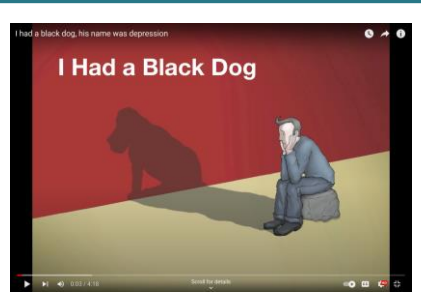 I had a black dog, his name was depression
I Had a Black Dog
0:03 / 4:18
Scroll for details